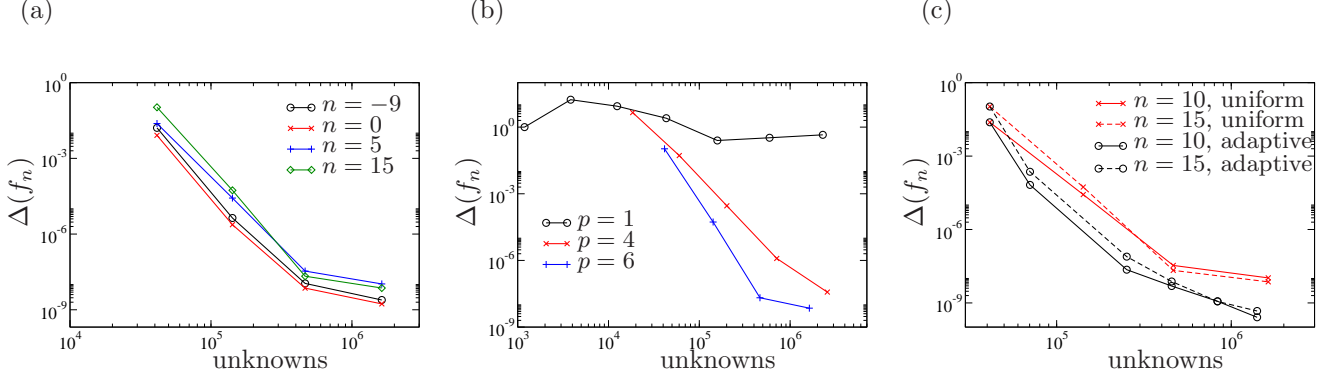 (a)
10^0
10^-3
10^-6
10^-9
Δ(f_n)
n = −9
n = 0
n = 5
n = 15
10^4
10^5
10^6
unknowns
(b)
10^0
10^-3
10^-6
10^-9
Δ(f_n)
p = 1
p = 4
p = 6
10^3
10^4
10^5
10^6
unknowns
(c)
10^0
10^-3
10^-6
10^-9
Δ(f_n)
n = 10, uniform
n = 15, uniform
n = 10, adaptive
n = 15, adaptive
10^5
10^6
unknowns